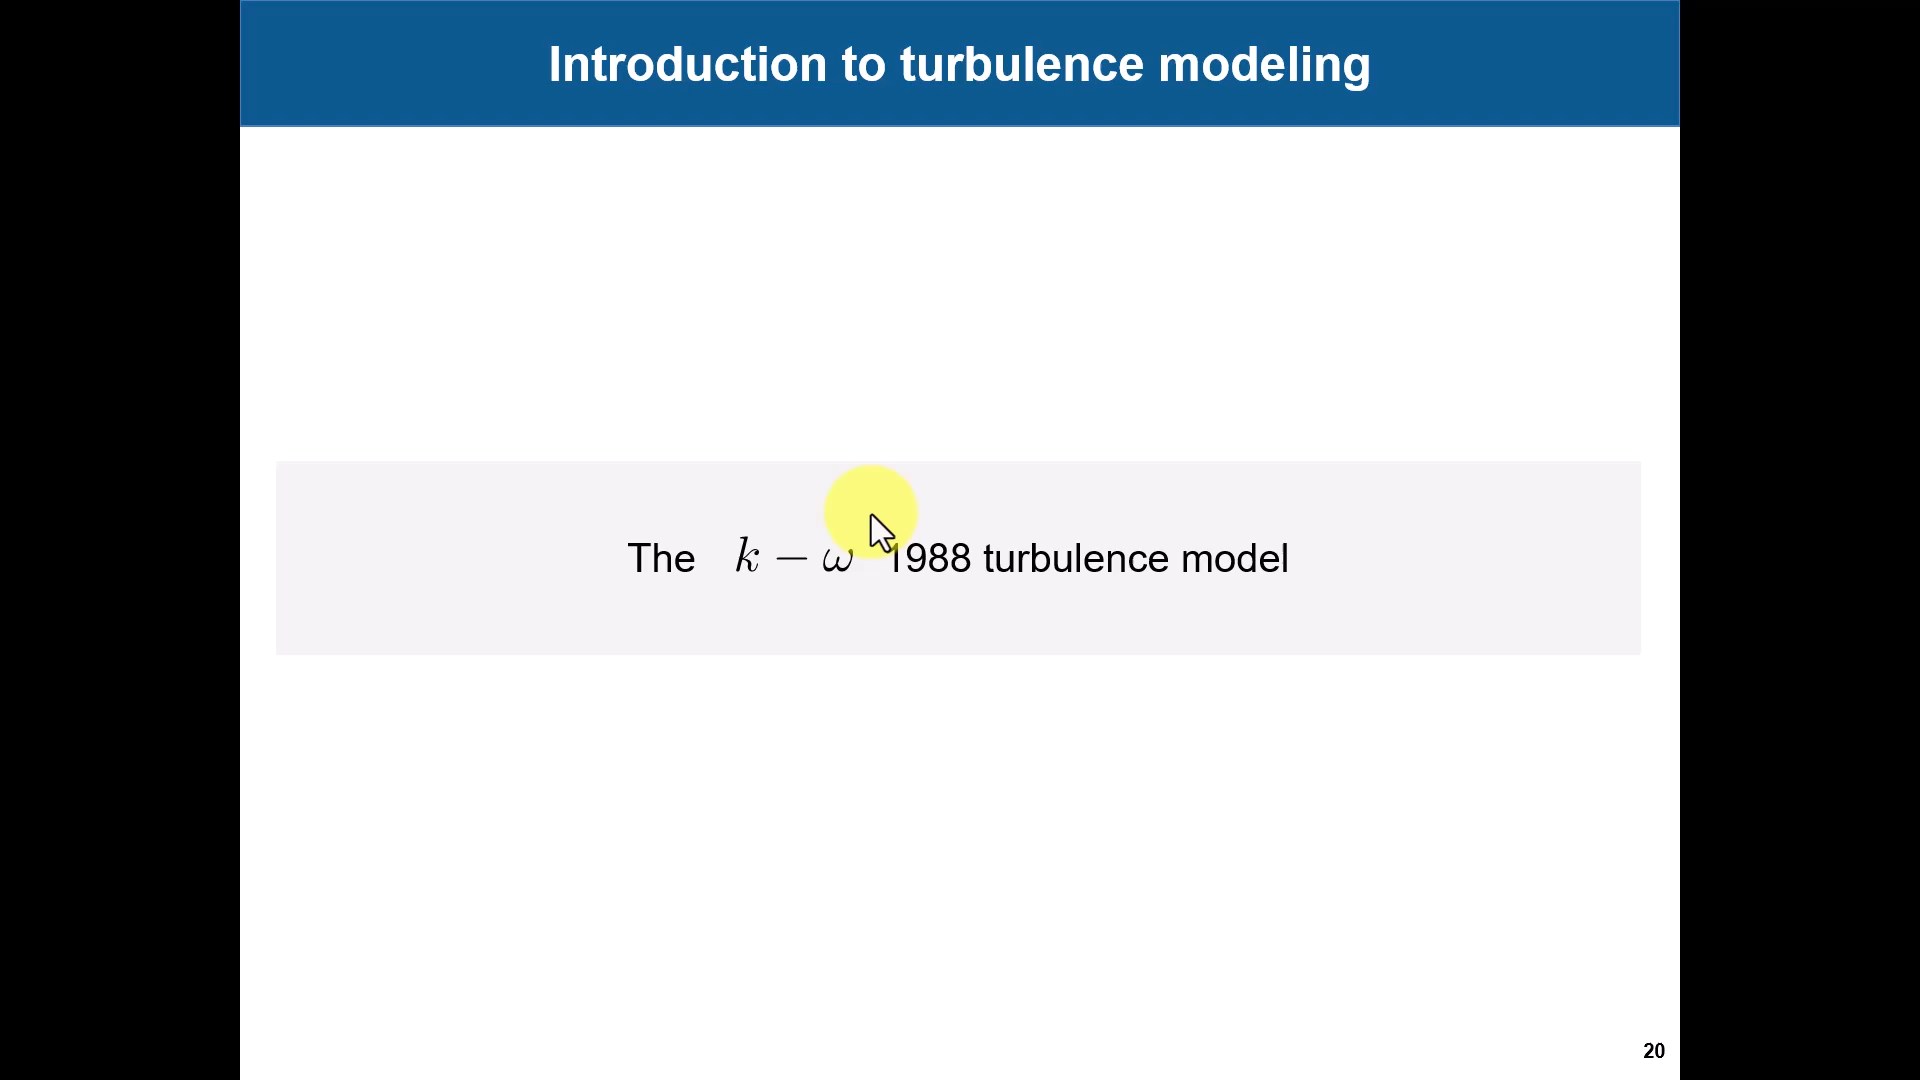 Introduction to turbulence modeling
The k − ω 1988 turbulence model
20